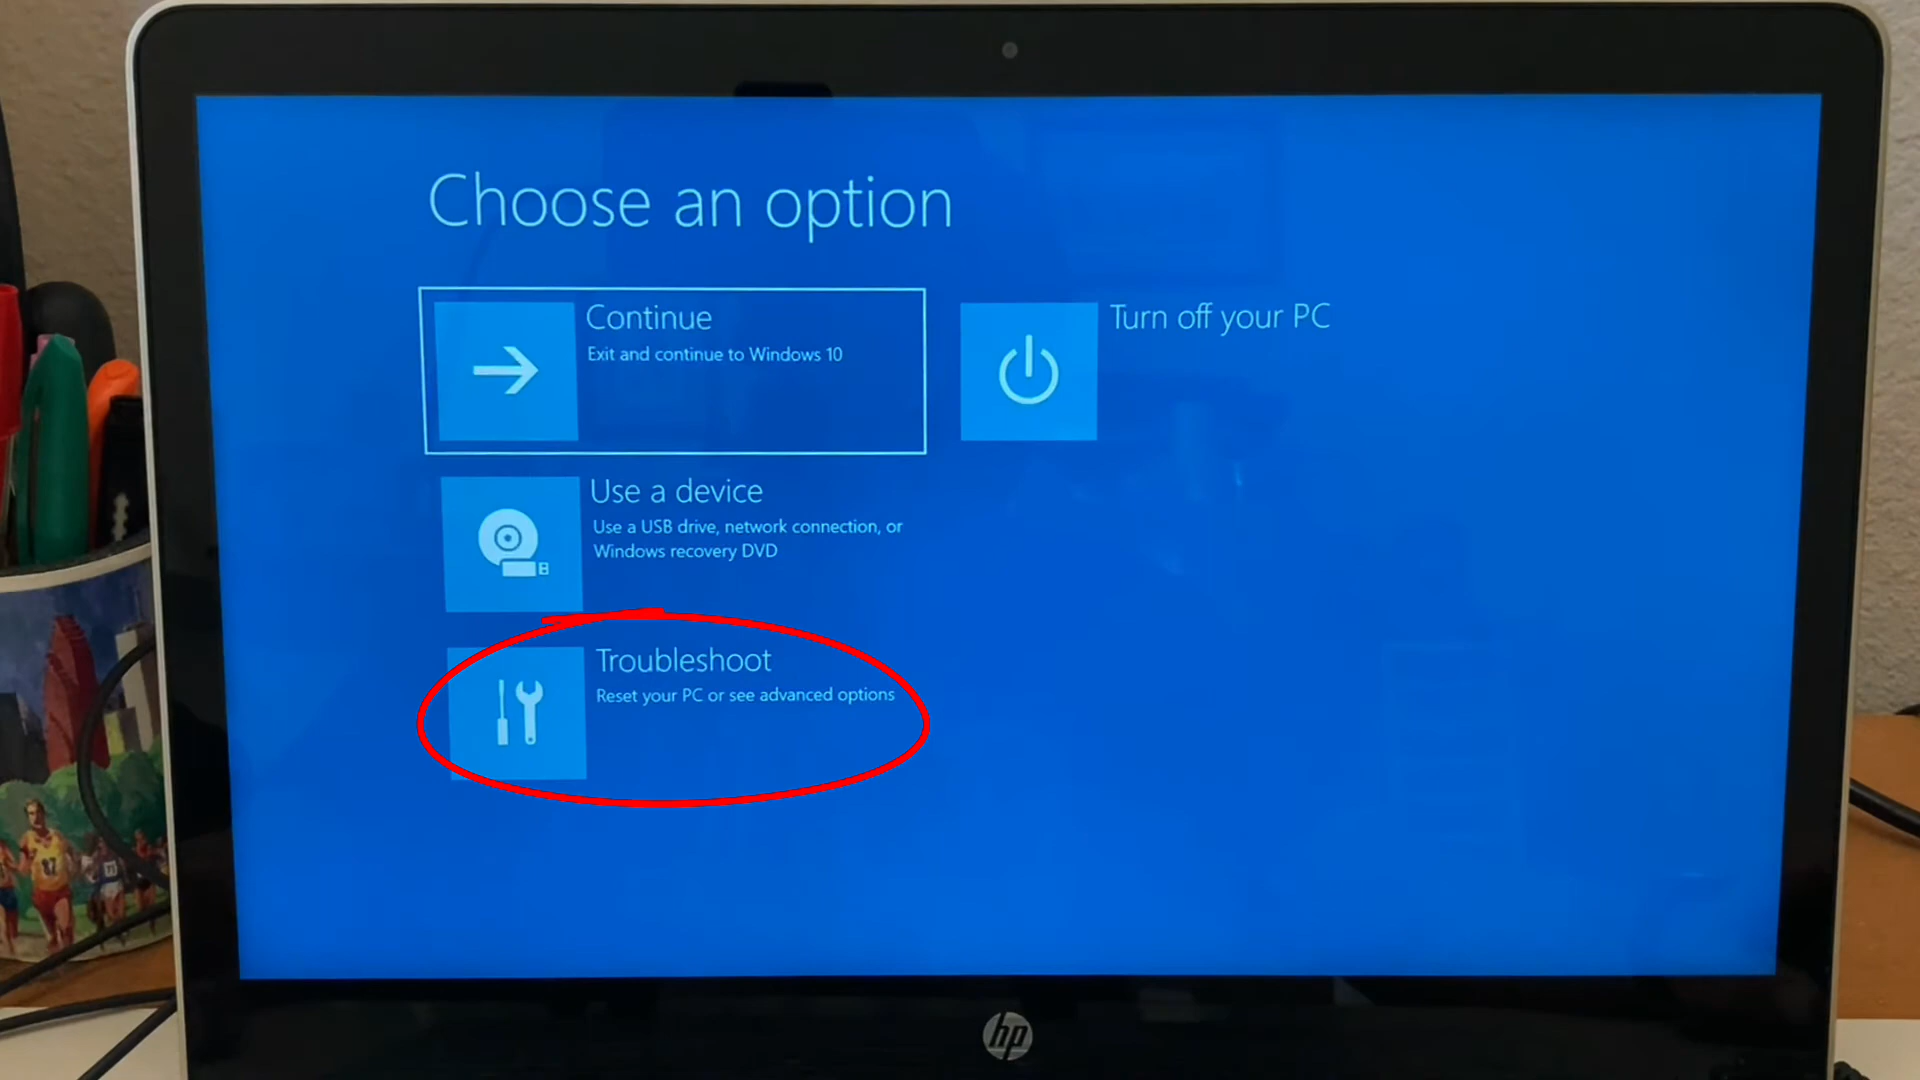 Choose an option
Continue
Exit and continue to Windows 10
Turn off your PC
Use a device
Use a USB drive, network connection, or
Windows recovery DVD
Troubleshoot
Reset your PC or see advanced options
hp